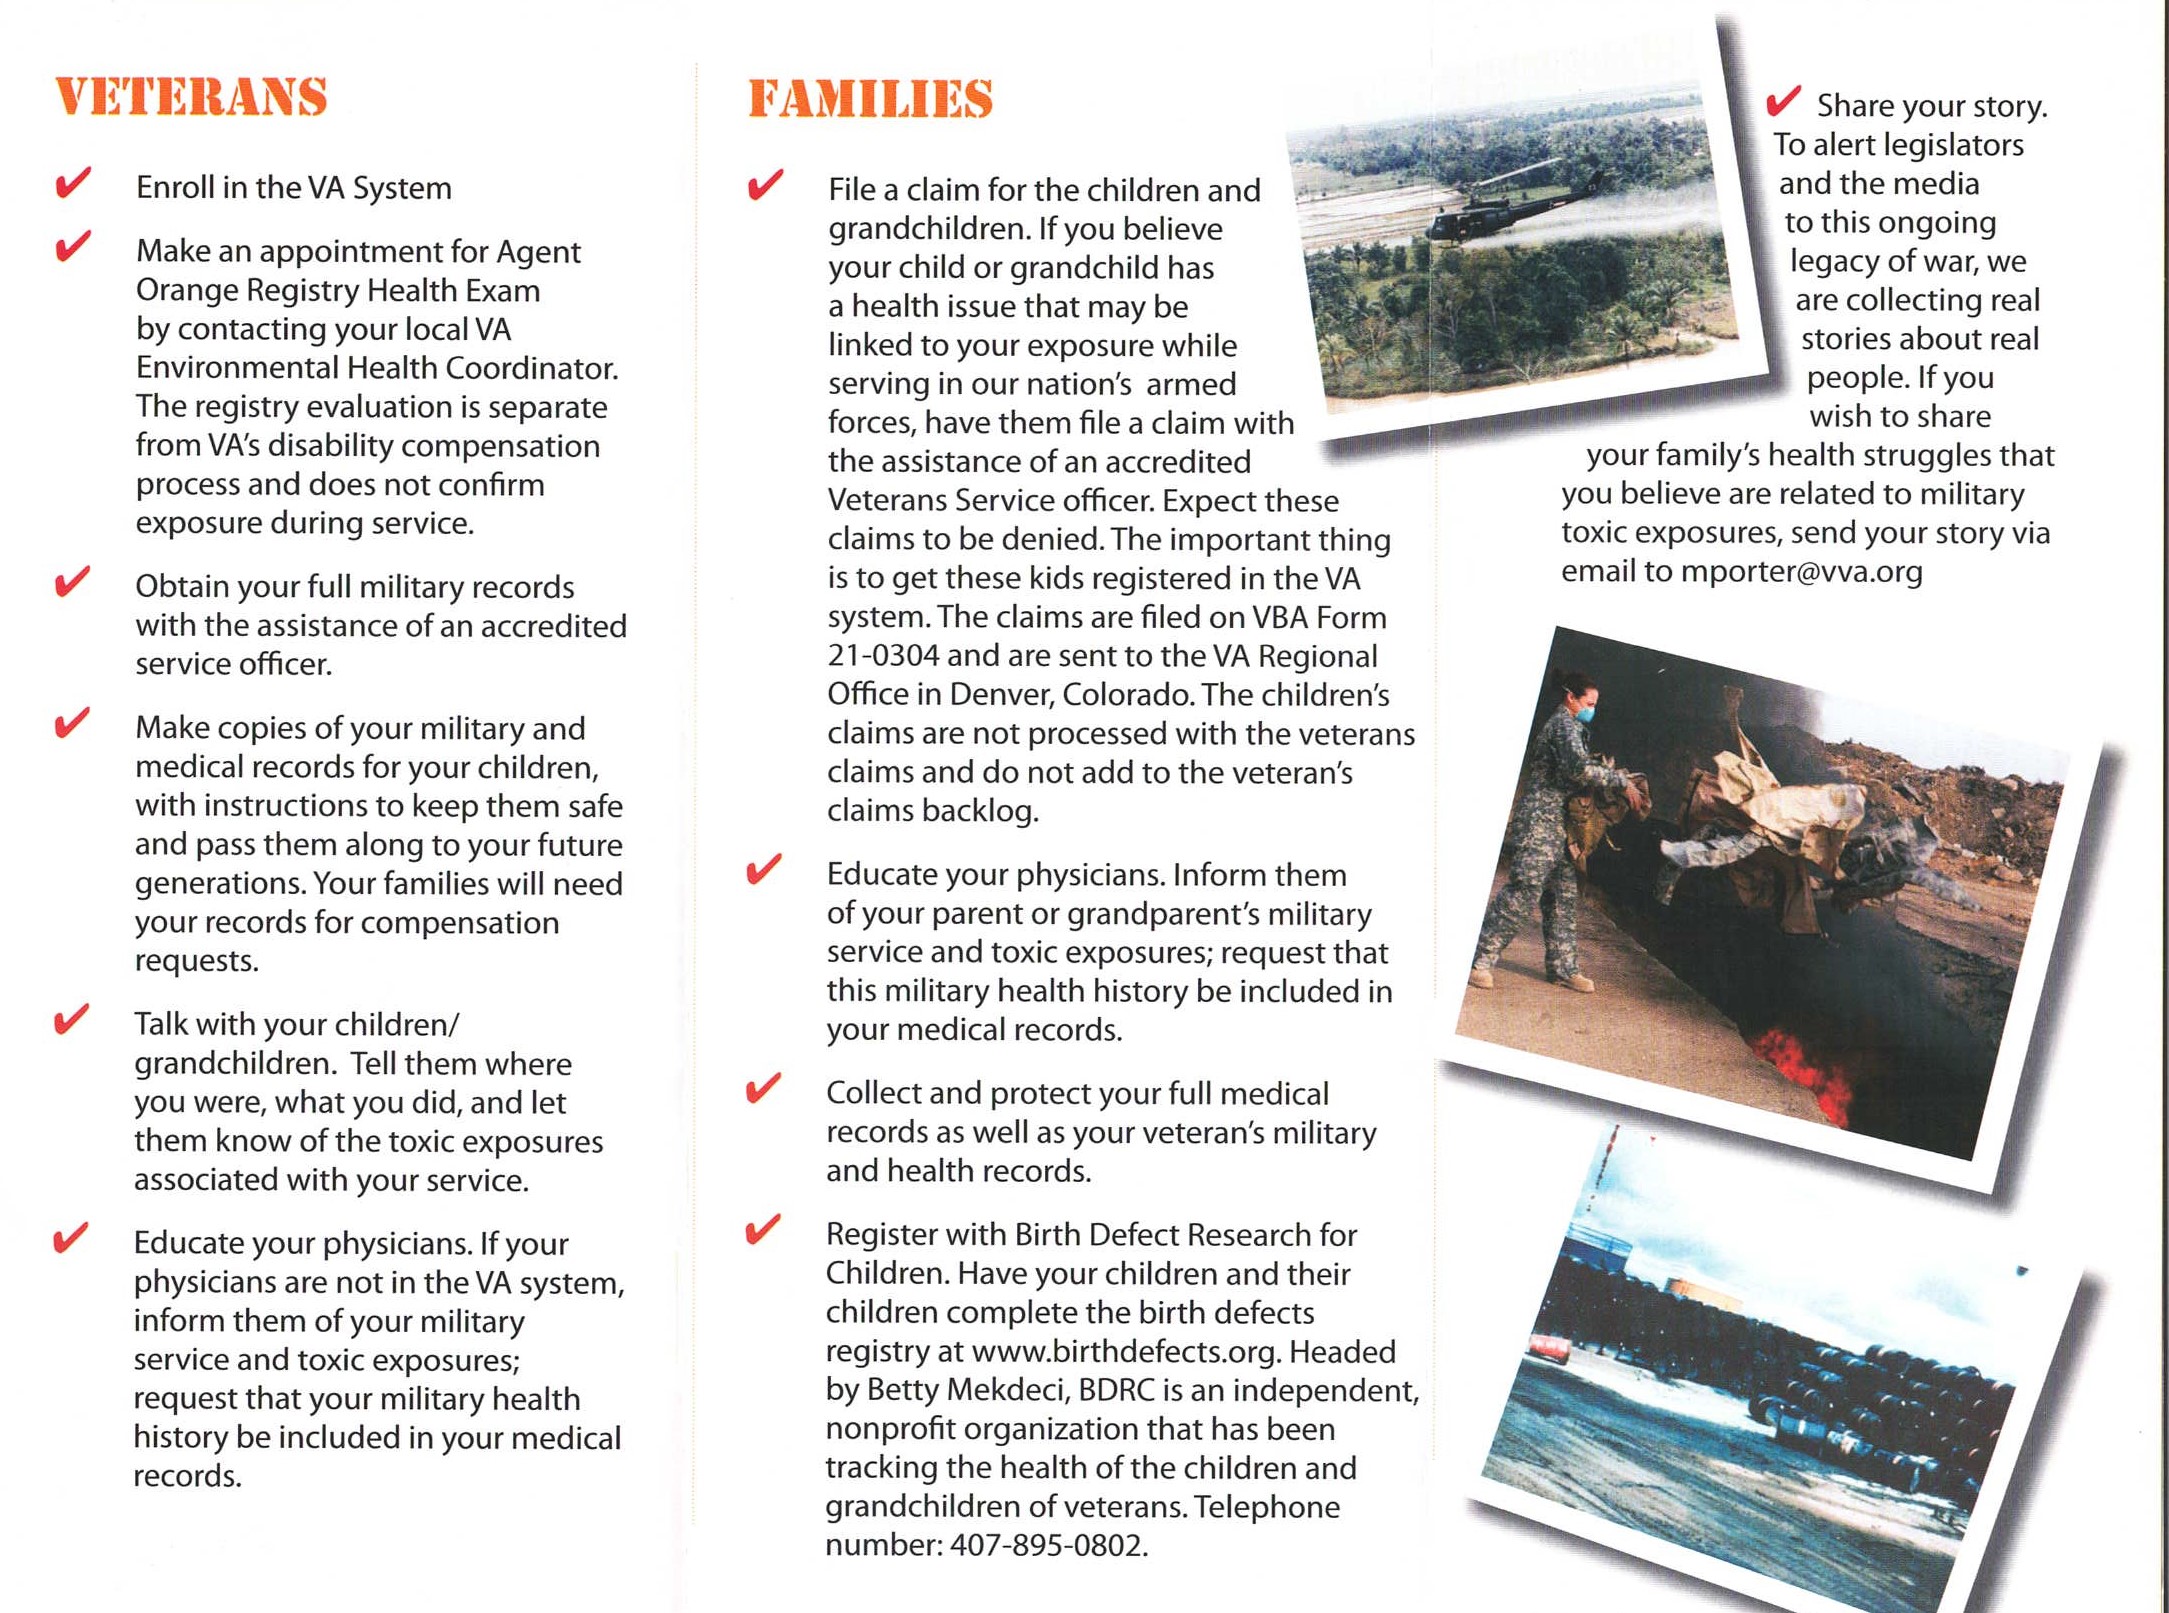 VETERANS
Enroll in the VA System
Make an appointment for Agent
Orange Registry Health Exam
by contacting your local VA
Environmental Health Coordinator.
The registry evaluation is separate
from VA's disability compensation
process and does not confirm
exposure during service.
Obtain your full military records
with the assistance of an accredited
service officer.
Make copies of your military and
medical records for your children,
with instructions to keep them safe
and pass them along to your future
generations. Your families will need
your records for compensation
requests.
Talk with your children/
grandchildren.  Tell them where
you were, what you did, and let
them know of the toxic exposures
associated with your service.
Educate your physicians. If your
physicians are not in the VA system,
inform them of your military
service and toxic exposures;
request that your military health
history be included in your medical
records.
FAMILIES
File a claim for the children and
grandchildren. If you believe
your child or grandchild has
a health issue that may be
linked to your exposure while
serving in our nation's  armed
forces, have them file a claim with
the assistance of an accredited
Veterans Service officer. Expect these
claims to be denied. The important thing
is to get these kids registered in the VA
system. The claims are filed on VBA Form
21-0304 and are sent to the VA Regional
Office in Denver, Colorado. The children's
claims are not processed with the veterans
claims and do not add to the veteran's
claims backlog.
Educate your physicians. Inform them
of your parent or grandparent's military
service and toxic exposures; request that
this military health history be included in
your medical records.
Collect and protect your full medical
records as well as your veteran's military
and health records.
Register with Birth Defect Research for
Children. Have your children and their
children complete the birth defects
registry at www.birthdefects.org. Headed
by Betty Mekdeci, BDRC is an independent,
nonprofit organization that has been
tracking the health of the children and
grandchildren of veterans. Telephone
number: 407-895-0802.
Share your story.
To alert legislators
and the media
to this ongoing
legacy of war, we
are collecting real
stories about real
people. If you
wish to share
your family's health struggles that
you believe are related to military
toxic exposures, send your story via
email to mporter@vva.org